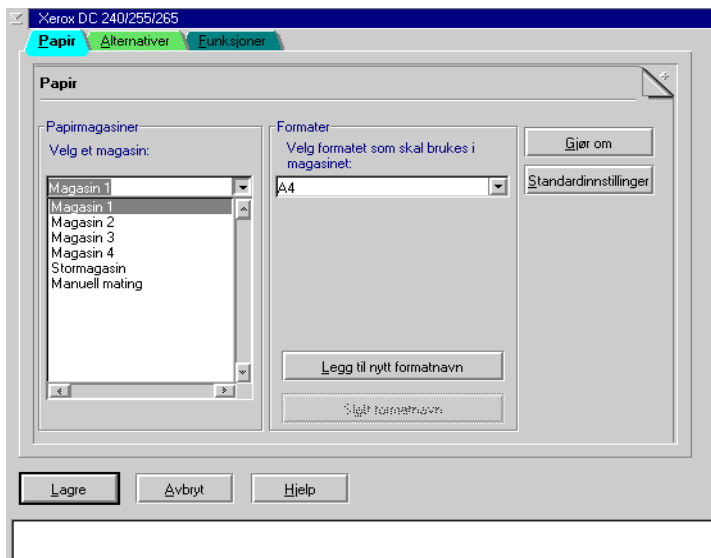 Xerox DC 240/255/265
Papir Alternativer Funksjoner
Papir
Papirmagasiner
Velg et magasin:
Magasin 1
Magasin 1
Magasin 2
Magasin 3
Magasin 4
Stormagasin
Manuell mating
Formater
Velg formatet som skal brukes i
magasinet:
A4
Legg til nytt formatnavn
Slett formatnavn
Gjør om
Standardinnstillinger
Lagre Avbryt Hjelp